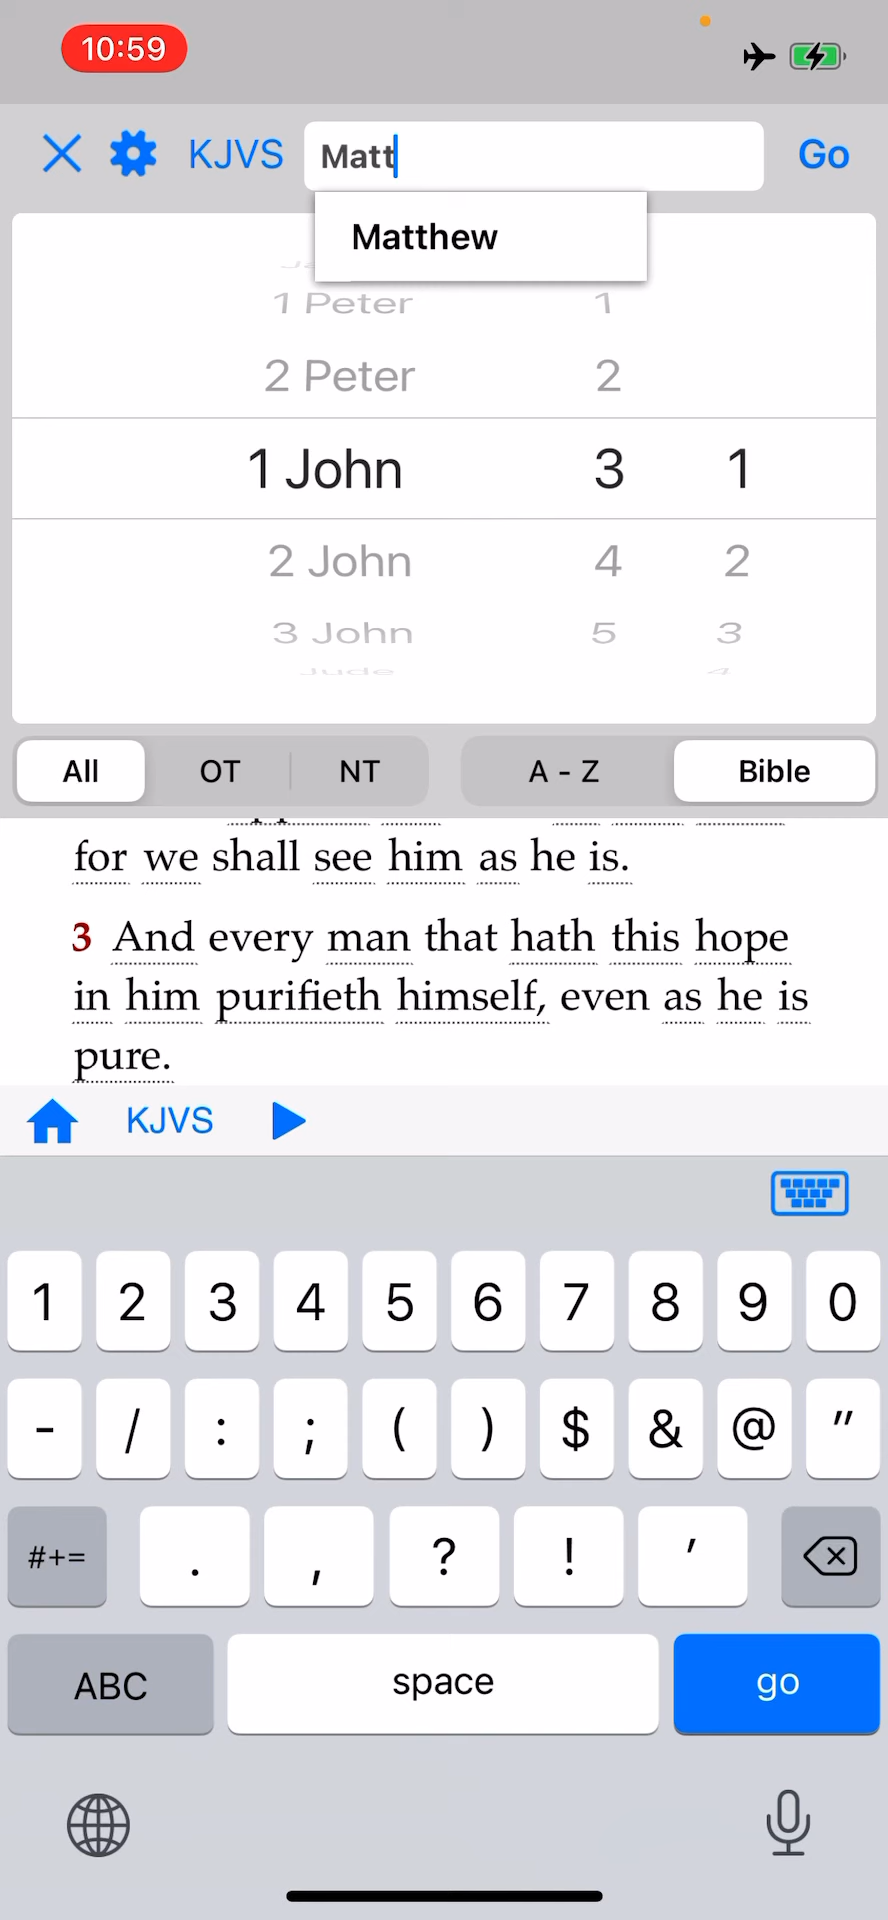 10:59
KJVS Matt Go
Matthew
1 Peter 1
2 Peter 2
1 John 3 1
2 John 4 2
3 John 5 3
Jude 4
All OT NT A - Z Bible
for we shall see him as he is.
3 And every man that hath this hope
in him purifieth himself, even as he is
pure.
KJVS
1 2 3 4 5 6 7 8 9 0
- / : ; ( ) $ & @ "
#+= . , ? ! '
ABC space go